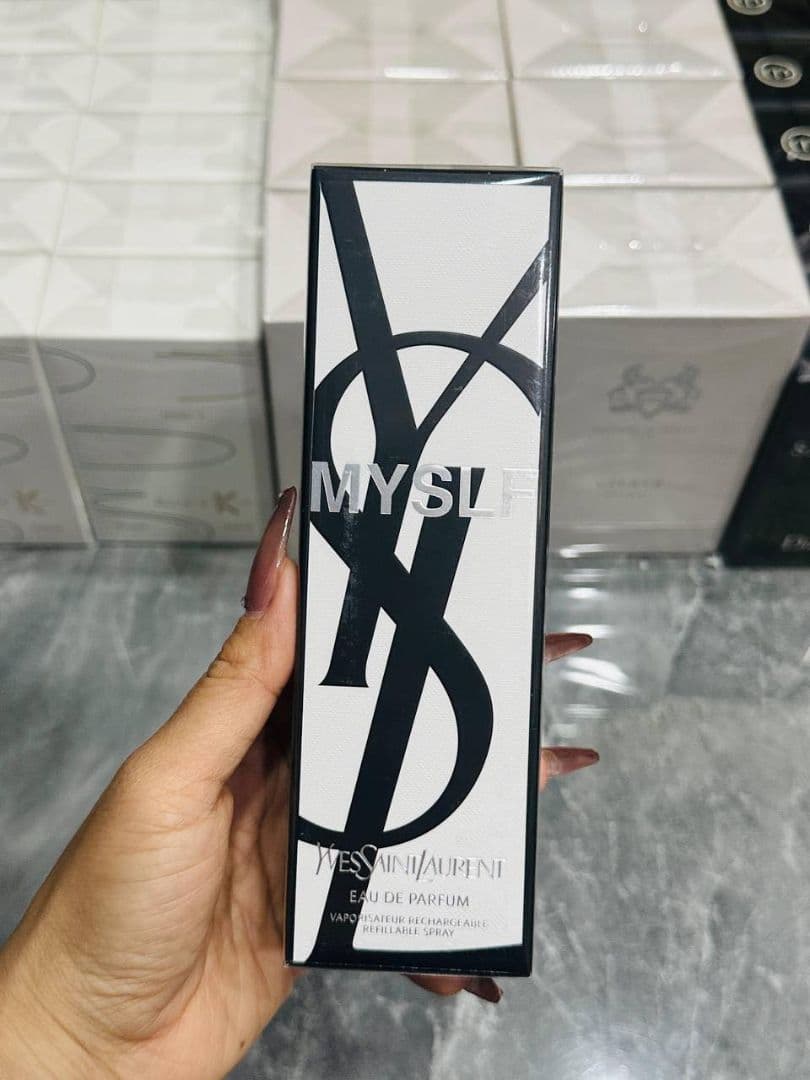 MYSLF
YVESSAINTLAURENT
EAU DE PARFUM
VAPORISATEUR RECHARGEABLE
REFILLABLE SPRAY